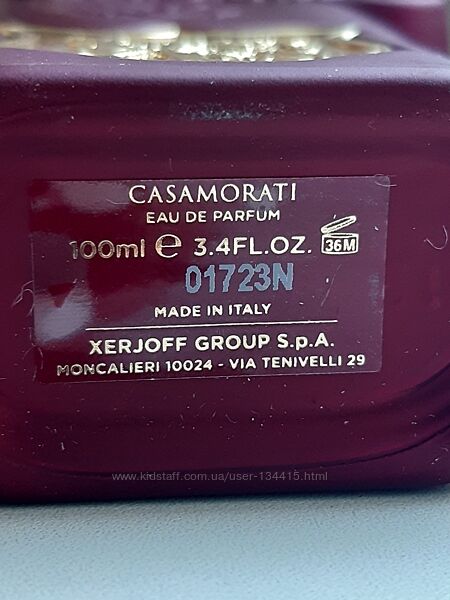 CASAMORATI
EAU DE PARFUM
100ml e 3.4FL.OZ. 36M
01723N
MADE IN ITALY
XERJOFF GROUP S.p.A.
MONCALIERI 10024 - VIA TENIVELLI 29
www.kidstaff.com.ua/user-134415.html